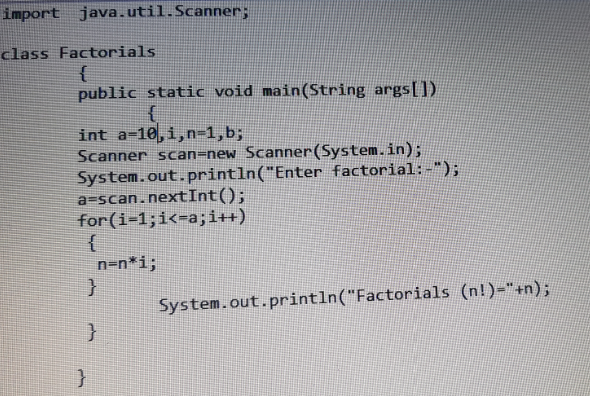 import java.util.Scanner;
class Factorials
{
public static void main(String args[])
{
int a=10,i,n=1,b;
Scanner scan=new Scanner(System.in);
System.out.println("Enter factorial:-");
a=scan.nextInt();
for(i=1;i<=a;i++)
{
n=n*i;
}
System.out.println("Factorials (n!)="+n);
}
}